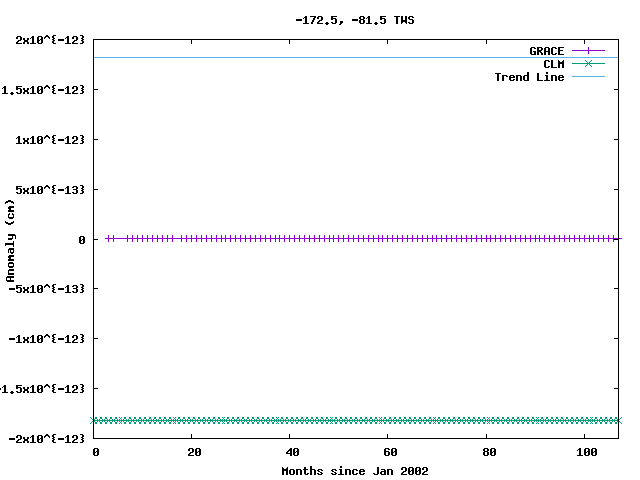 -172.5, -81.5 TWS
GRACE
CLM
Trend Line
2x10^{-12}
1.5x10^{-12}
1x10^{-12}
5x10^{-13}
0
-5x10^{-13}
-1x10^{-12}
-1.5x10^{-12}
-2x10^{-12}
Anomaly (cm)
0 20 40 60 80 100
Months since Jan 2002